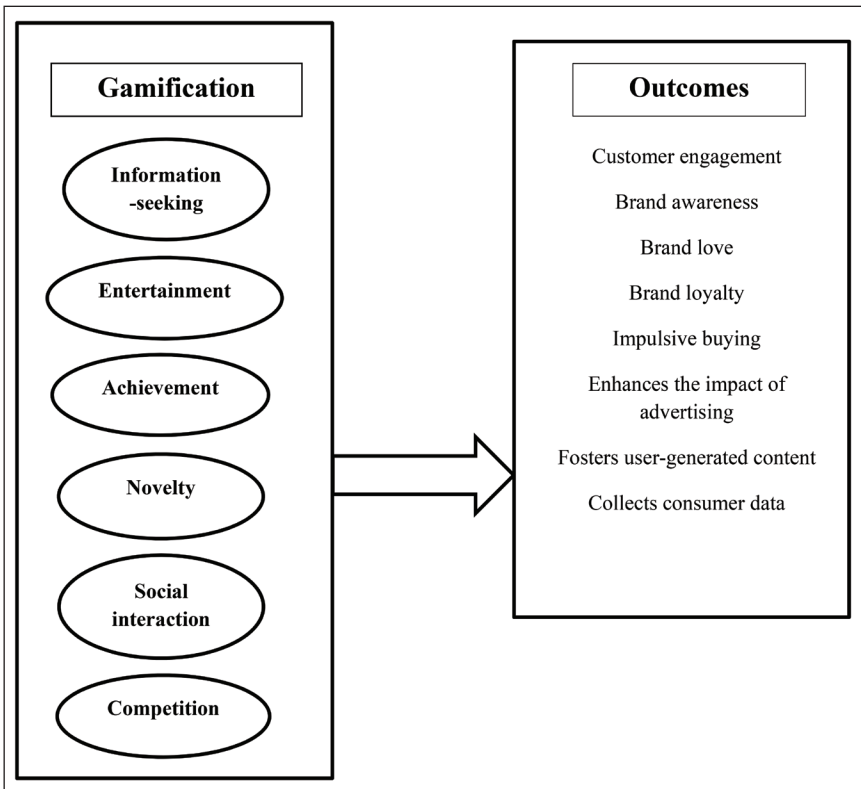 Gamification
Information
-seeking
Entertainment
Achievement
Novelty
Social
interaction
Competition
Outcomes
Customer engagement
Brand awareness
Brand love
Brand loyalty
Impulsive buying
Enhances the impact of
advertising
Fosters user-generated content
Collects consumer data